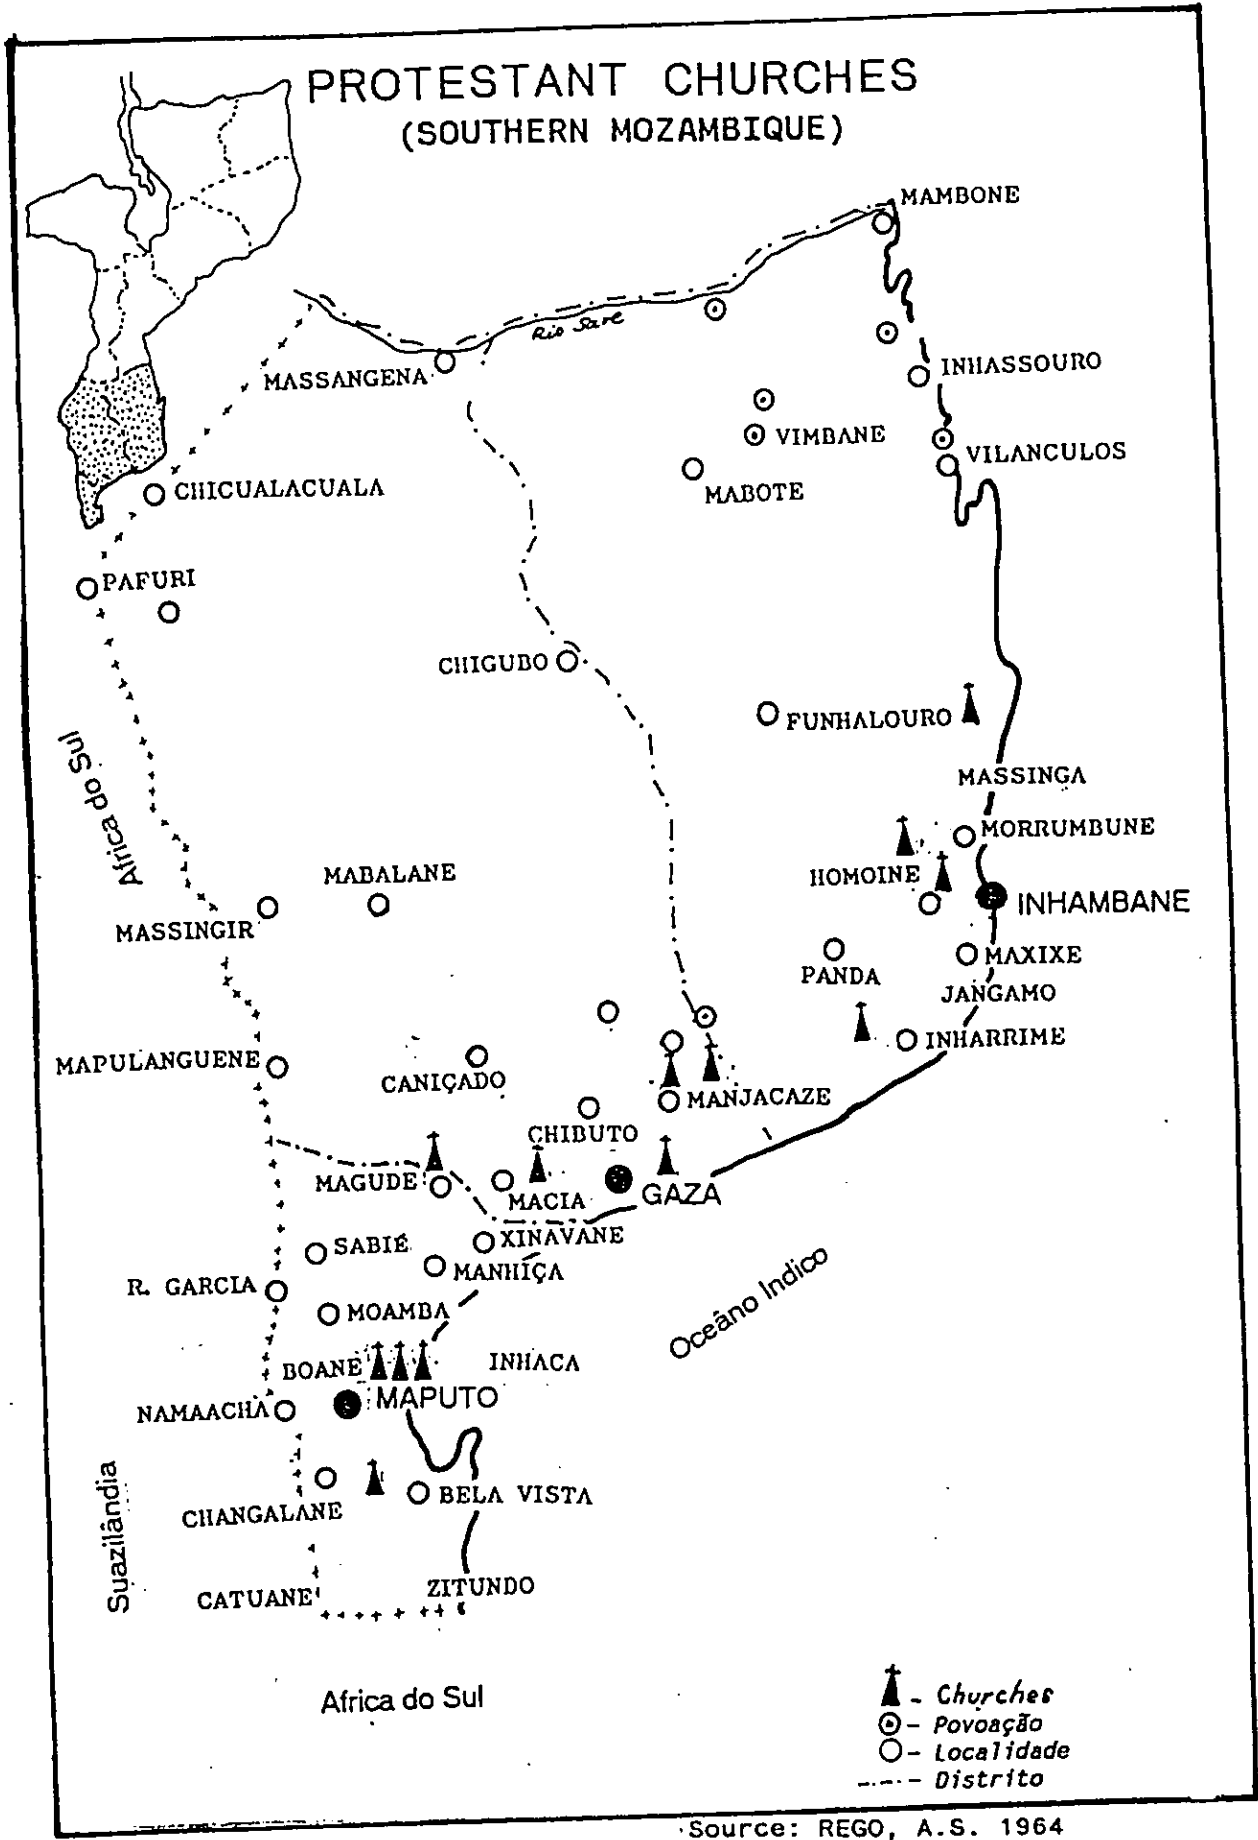 PROTESTANT CHURCHES
(SOUTHERN MOZAMBIQUE)
MAMBONE
Rio Save
INHASSOURO
MASSANGENA
VIMBANE
VILANCULOS
MABOTE
CHICUALACUALA
PAFURI
CHIGUBO
FUNHALOURO
Africa do Sul
MASSINGA
MORRUMBUNE
MABALANE
HOMOINE
INHAMBANE
MASSINGIR
MAXIXE
PANDA
JANGAMO
INHARRIME
MAPULANGUENE
CANIÇADO
MANJACAZE
CHIBUTO
MAGUDE
MACIA
GAZA
XINAVANE
SABIÉ
MANHIÇA
R. GARCIA
MOAMBA
Oceâno Indico
BOANE
INHACA
MAPUTO
NAMAACHA
Suazilândia
BELA VISTA
CHANGALANE
ZITUNDO
CATUANE
Africa do Sul
- Churches
- Povoação
- Localidade
- Distrito
Source: REGO, A.S. 1964